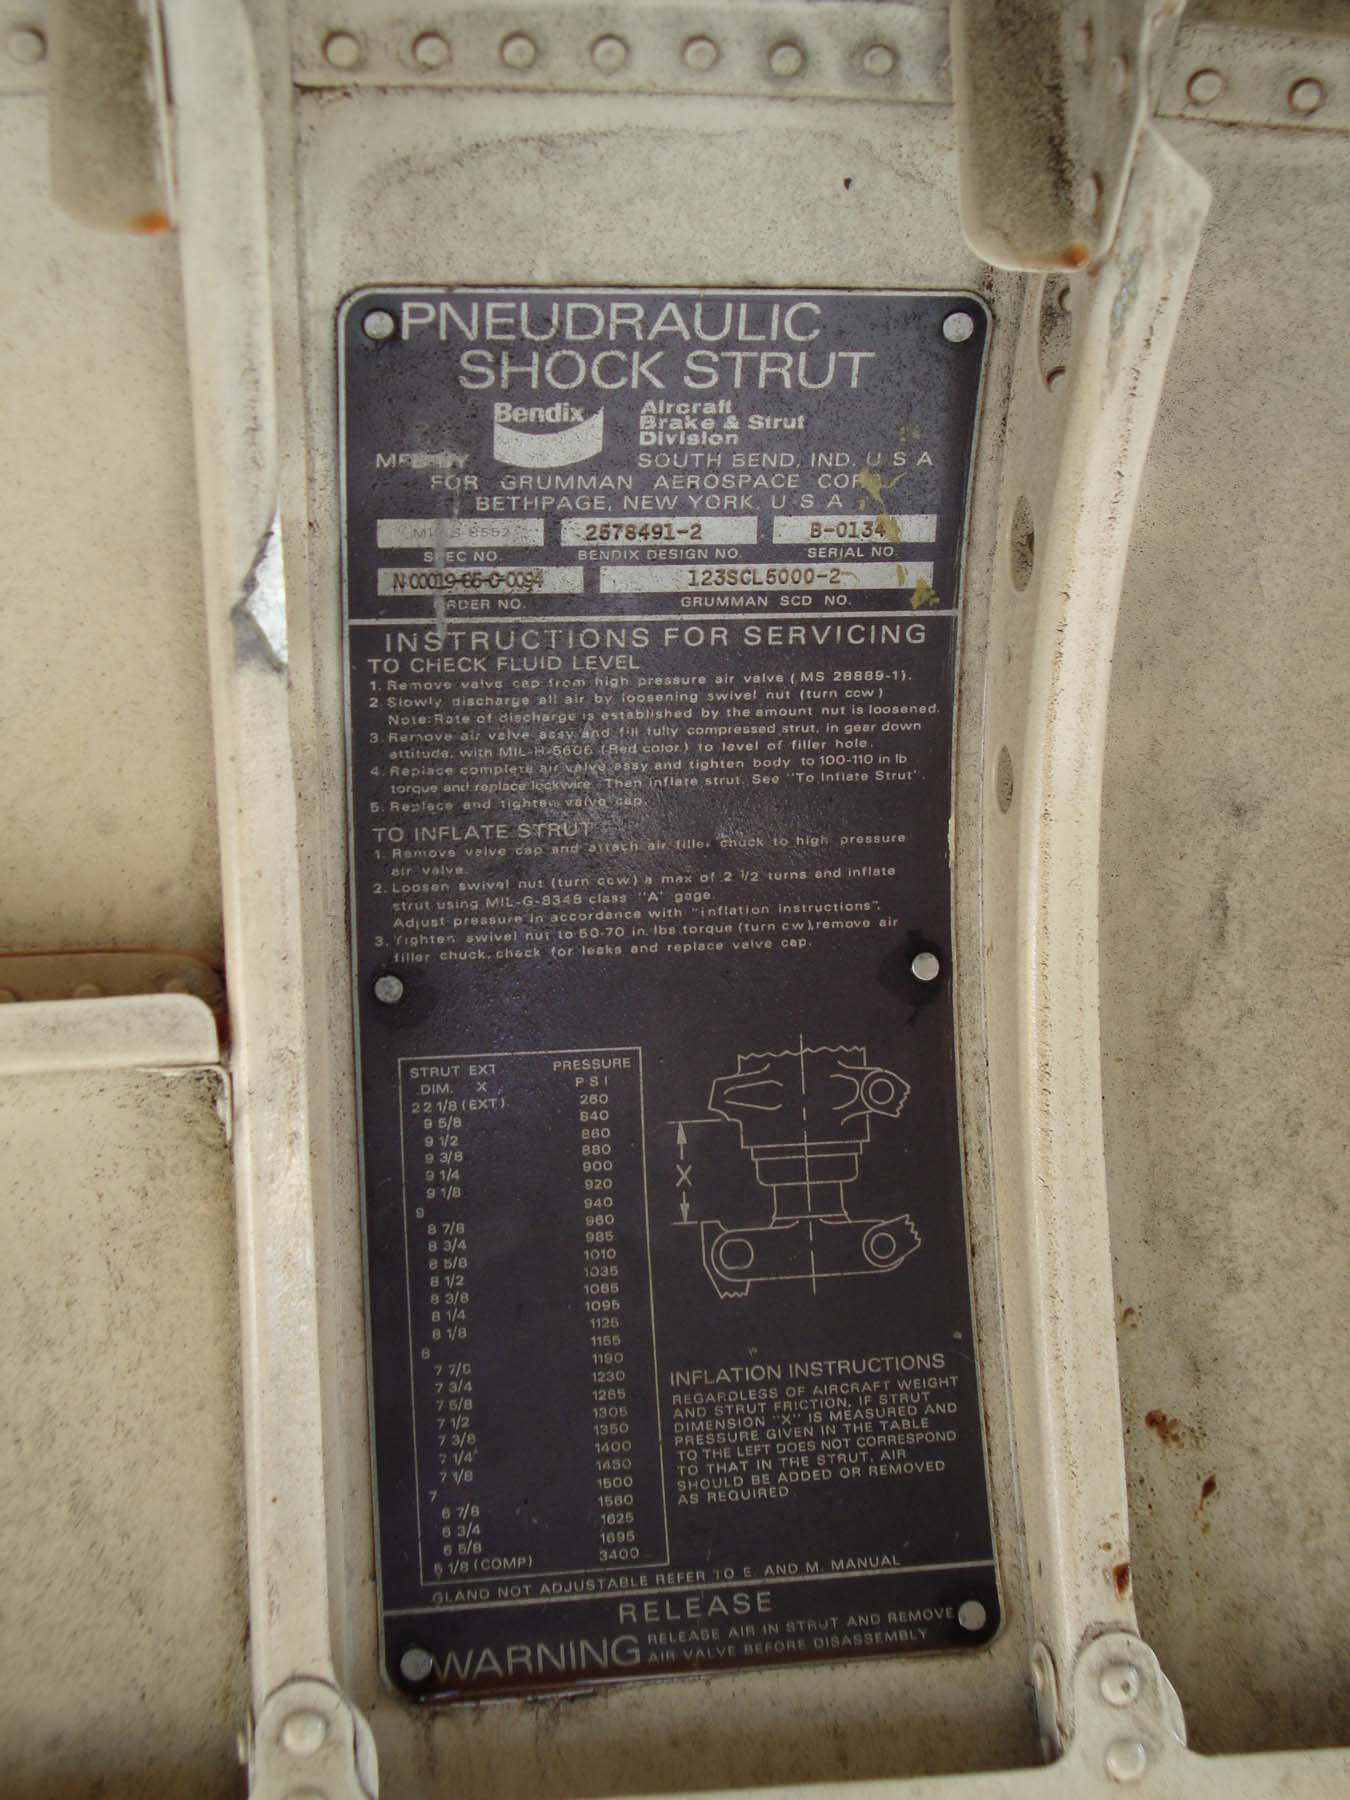 PNEUDRAULIC
SHOCK STRUT
Bendix
Aircraft
Brake & Strut
Division
MFD BY
SOUTH BEND, IND. U S A
FOR GRUMMAN AEROSPACE CORP.
BETHPAGE, NEW YORK, U S A
2578491-2
B-0134
SPEC NO.
BENDIX DESIGN NO.
SERIAL NO.
N00019-65-C-0094
123SCL5000-2
ORDER NO.
GRUMMAN SCD NO.
INSTRUCTIONS FOR SERVICING
TO CHECK FLUID LEVEL
1. Remove valve cap from high pressure air valve (MS 28889-1).
2. Slowly discharge all air by loosening swivel nut (turn ccw)
Note: Rate of discharge is established by the amount nut is loosened.
3. Remove air valve assy and fill fully compressed strut, in gear down
attitude, with MIL-H-5606 (Red color) to level of filler hole.
4. Replace complete air valve assy and tighten body to 100-110 in lb
torque and replace lockwire. Then inflate strut. See "To Inflate Strut".
5. Replace and tighten valve cap.
TO INFLATE STRUT
1. Remove valve cap and attach air filler chuck to high pressure
air valve.
2. Loosen swivel nut (turn ccw) a max of 2 1/2 turns and inflate
strut using MIL-G-8348 class "A" gage.
Adjust pressure in accordance with "inflation instructions".
3. Tighten swivel nut to 50-70 in. lbs torque (turn cw), remove air
filler chuck, check for leaks and replace valve cap.
STRUT EXT PRESSURE
DIM. X PSI
22 1/8 (EXT) 260
9 5/8 840
9 1/2 860
9 3/8 880
9 1/4 900
9 1/8 920
9 940
8 7/8 960
8 3/4 985
8 5/8 1010
8 1/2 1035
8 3/8 1065
8 1/4 1095
8 1/8 1125
8 1155
7 7/8 1190
7 3/4 1230
7 5/8 1265
7 1/2 1305
7 3/8 1350
7 1/4 1400
7 1/8 1450
7 1500
6 7/8 1560
6 3/4 1625
6 5/8 1695
5 1/8 (COMP) 3400
X
INFLATION INSTRUCTIONS
REGARDLESS OF AIRCRAFT WEIGHT
AND STRUT FRICTION, IF STRUT
DIMENSION "X" IS MEASURED AND
PRESSURE GIVEN IN THE TABLE
TO THE LEFT DOES NOT CORRESPOND
TO THAT IN THE STRUT, AIR
SHOULD BE ADDED OR REMOVED
AS REQUIRED
GLAND NOT ADJUSTABLE REFER TO E. AND M. MANUAL
RELEASE
WARNING RELEASE AIR IN STRUT AND REMOVE
AIR VALVE BEFORE DISASSEMBLY